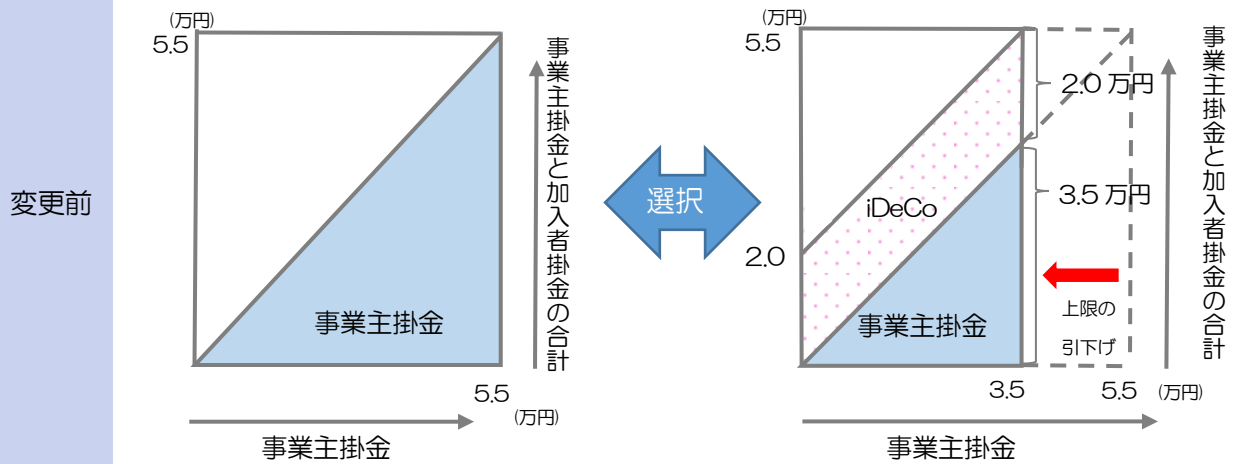 変更前
(万円)
5.5
事業主掛金と加入者掛金の合計
事業主掛金
5.5
(万円)
事業主掛金
選択
(万円)
5.5
2.0 万円
事業主掛金と加入者掛金の合計
3.5 万円
iDeCo
2.0
事業主掛金
上限の
引下げ
3.5
5.5
(万円)
事業主掛金